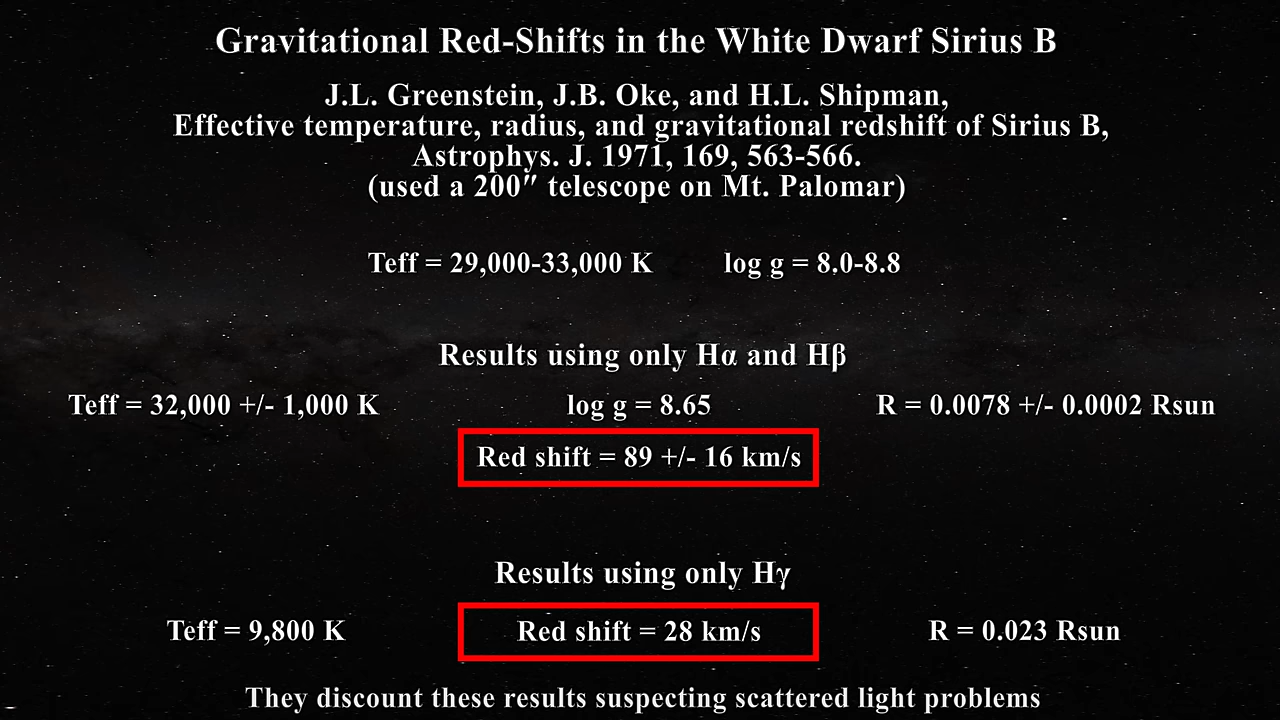 Gravitational Red-Shifts in the White Dwarf Sirius B
J.L. Greenstein, J.B. Oke, and H.L. Shipman,
Effective temperature, radius, and gravitational redshift of Sirius B,
Astrophys. J. 1971, 169, 563-566.
(used a 200″ telescope on Mt. Palomar)
Teff = 29,000-33,000 K log g = 8.0-8.8
Results using only Hα and Hβ
Teff = 32,000 +/- 1,000 K log g = 8.65 R = 0.0078 +/- 0.0002 Rsun
Red shift = 89 +/- 16 km/s
Results using only Hγ
Teff = 9,800 K Red shift = 28 km/s R = 0.023 Rsun
They discount these results suspecting scattered light problems